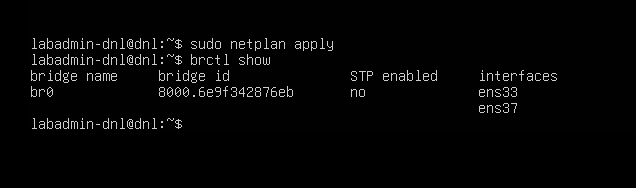 labadmin-dnl@dnl:~$ sudo netplan apply
labadmin-dnl@dnl:~$ brctl show
bridge name     bridge id               STP enabled     interfaces
br0             8000.6e9f342876eb       no              ens33
                                                        ens37
labadmin-dnl@dnl:~$